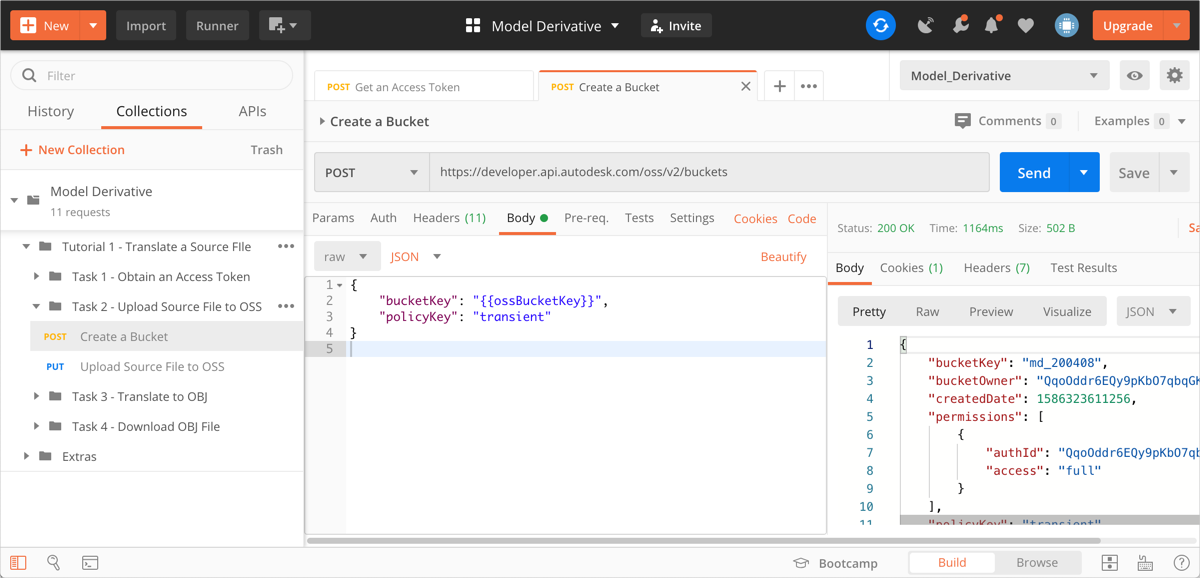 New Import Runner Model Derivative Invite Upgrade
Filter
History Collections APIs
New Collection Trash
Model Derivative
11 requests
Tutorial 1 - Translate a Source FIle
Task 1 - Obtain an Access Token
Task 2 - Upload Source File to OSS
POST Create a Bucket
PUT Upload Source File to OSS
Task 3 - Translate to OBJ
Task 4 - Download OBJ File
Extras
POST Get an Access Token POST Create a Bucket
Model_Derivative
Create a Bucket Comments 0 Examples 0
POST https://developer.api.autodesk.com/oss/v2/buckets Send Save
Params Auth Headers (11) Body Pre-req. Tests Settings Cookies Code
raw JSON Beautify
1 {
2 "bucketKey": "{{ossBucketKey}}",
3 "policyKey": "transient"
4 }
5
Status: 200 OK Time: 1164ms Size: 502 B Sa
Body Cookies (1) Headers (7) Test Results
Pretty Raw Preview Visualize JSON
1 {
2 "bucketKey": "md_200408",
3 "bucketOwner": "QqoOddr6EQy9pKbO7qbqGK
4 "createdDate": 1586323611256,
5 "permissions": [
6 {
7 "authId": "QqoOddr6EQy9pKbO7qb
8 "access": "full"
9 }
10 ],
11 "policyKey": "transient"
Bootcamp Build Browse